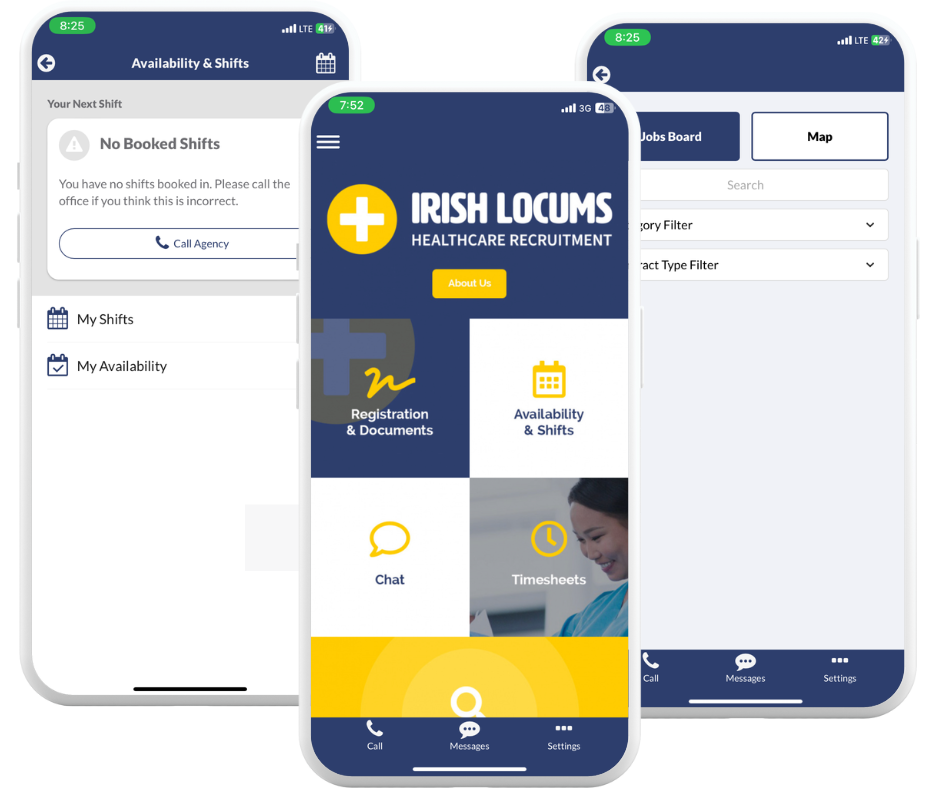 8:25
LTE 41
Availability & Shifts
Your Next Shift
No Booked Shifts
You have no shifts booked in. Please call the
office if you think this is incorrect.
Call Agency
My Shifts
My Availability
7:52
3G 48
IRISH LOCUMS
HEALTHCARE RECRUITMENT
About Us
Registration
& Documents
Availability
& Shifts
Chat
Timesheets
Call
Messages
Settings
8:25
LTE 42
Jobs Board
Map
Search
gory Filter
ract Type Filter
Call
Messages
Settings